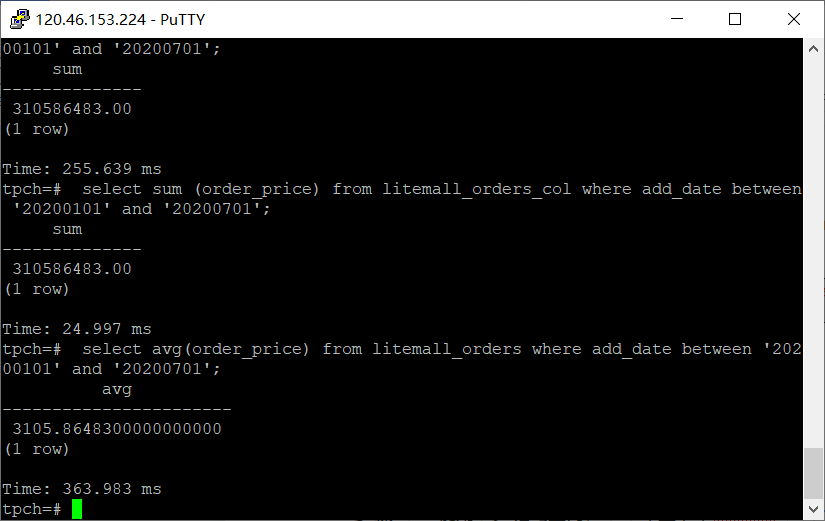 120.46.153.224 - PuTTY
00101' and '20200701';
sum
--------------
310586483.00
(1 row)
Time: 255.639 ms
tpch=#  select sum (order_price) from litemall_orders_col where add_date between
'20200101' and '20200701';
sum
--------------
310586483.00
(1 row)
Time: 24.997 ms
tpch=#  select avg(order_price) from litemall_orders where add_date between '202
00101' and '20200701';
avg
-----------------------
3105.8648300000000000
(1 row)
Time: 363.983 ms
tpch=#